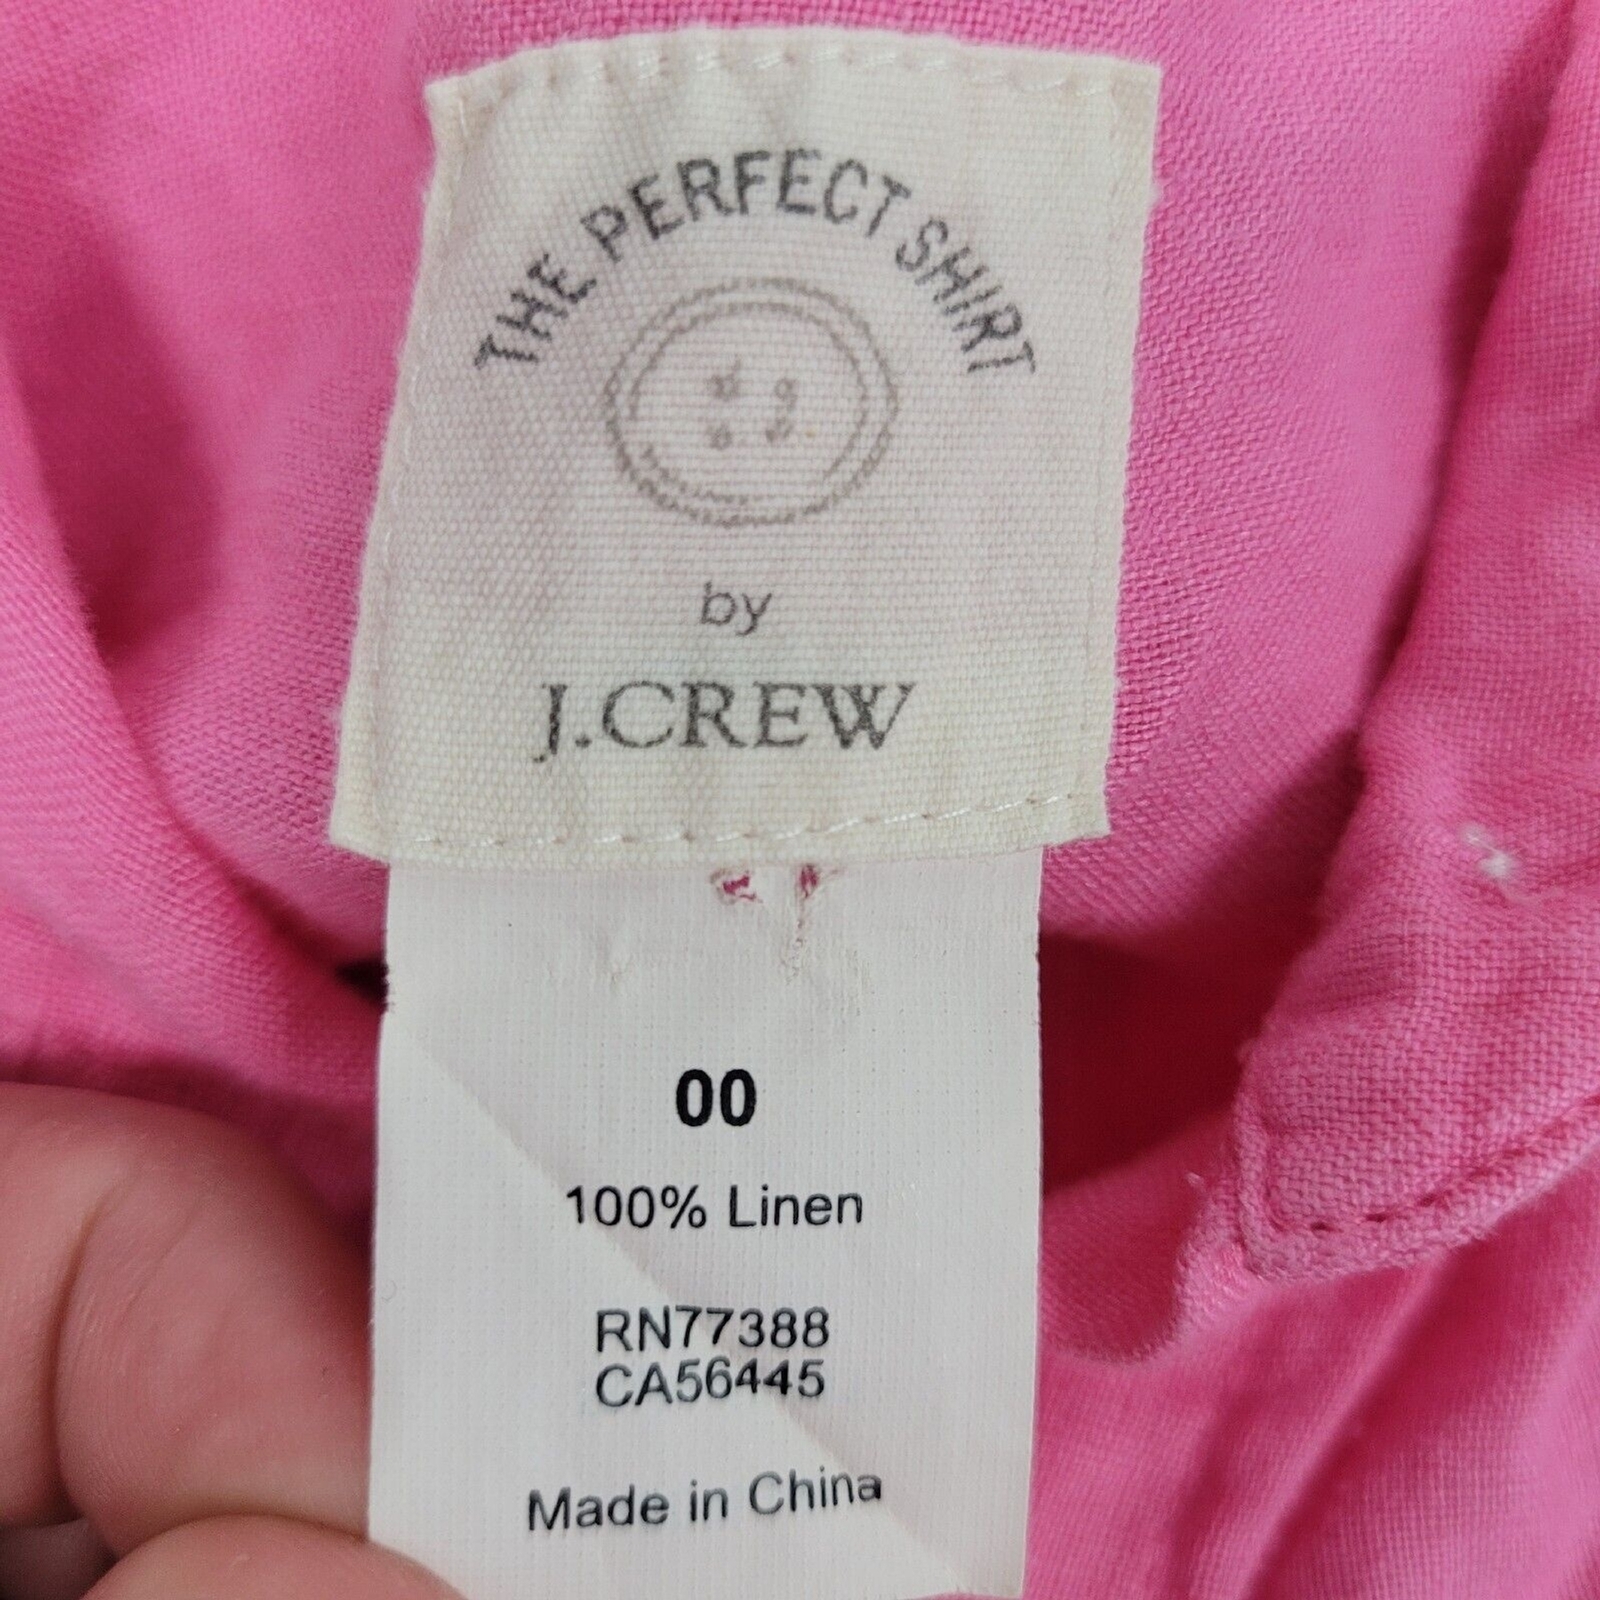 THE PERFECT SHIRT
by
J.CREW
00
100% Linen
RN77388
CA56445
Made in China